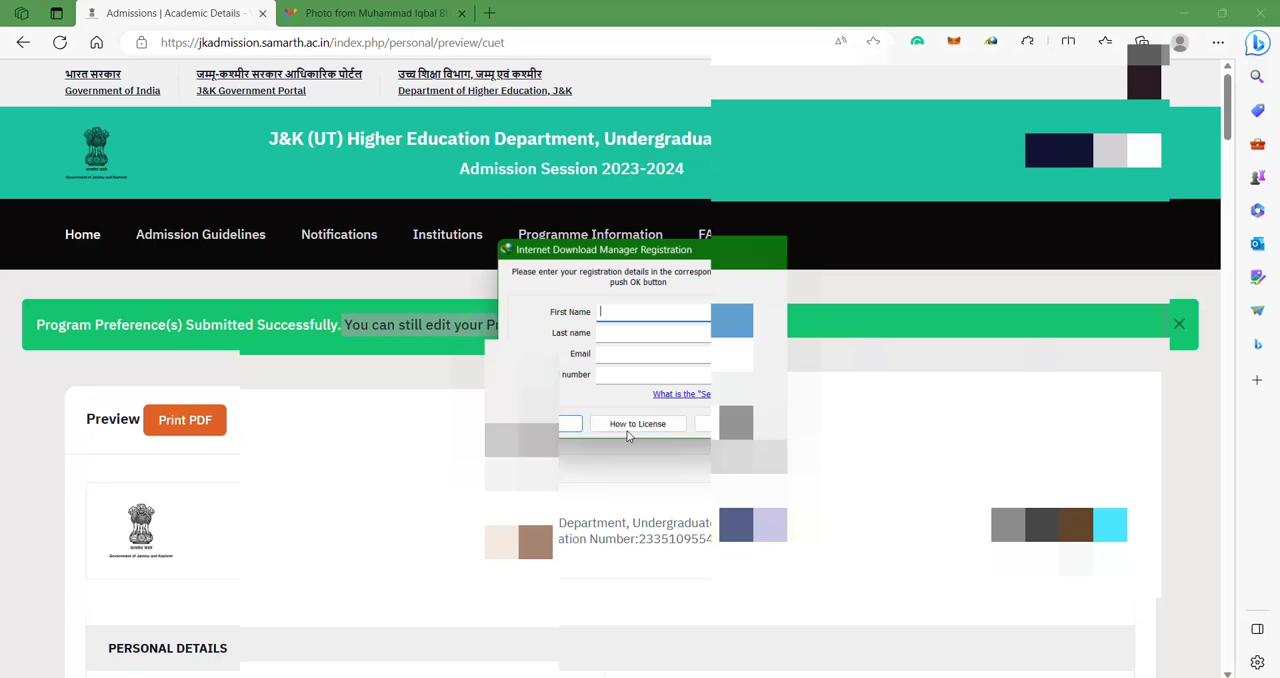 Admissions | Academic Details -
Photo from Muhammad Iqbal
https://jkadmission.samarth.ac.in/index.php/personal/preview/cuet
भारत सरकार
Government of India
जम्मू-कश्मीर सरकार आधिकारिक पोर्टल
J&K Government Portal
उच्च शिक्षा विभाग, जम्मू एवं कश्मीर
Department of Higher Education, J&K
J&K (UT) Higher Education Department, Undergradua
Admission Session 2023-2024
Home Admission Guidelines Notifications Institutions Programme Information FA
Internet Download Manager Registration
Please enter your registration details in the correspon
push OK button
First Name
Last name
Email
number
What is the "Se
How to License
Program Preference(s) Submitted Successfully. You can still edit your P
Preview Print PDF
Department, Undergraduate
ation Number:2335109554
PERSONAL DETAILS